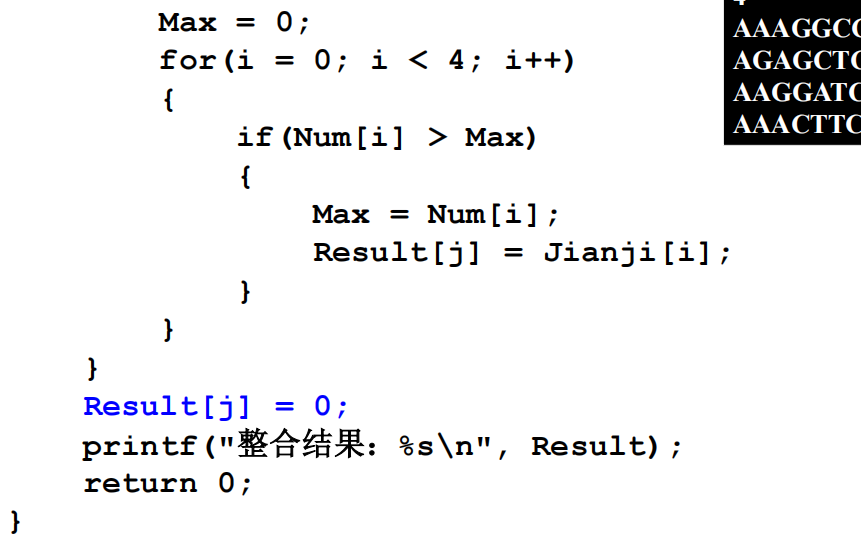 Max = 0;
for(i = 0; i < 4; i++)
{
if(Num[i] > Max)
{
Max = Num[i];
Result[j] = Jianji[i];
}
}
}
Result[j] = 0;
printf("整合结果：%s\n", Result);
return 0;
}
AAAGGCC
AGAGCTC
AAGGATC
AAACTTC